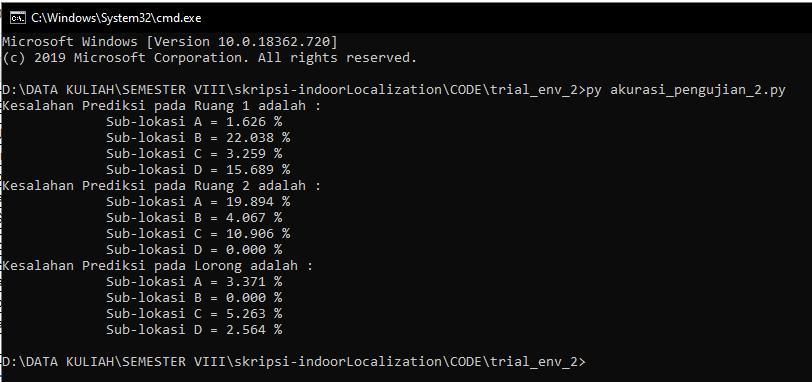 C:\Windows\System32\cmd.exe
Microsoft Windows [Version 10.0.18362.720]
(c) 2019 Microsoft Corporation. All rights reserved.
D:\DATA KULIAH\SEMESTER VIII\skripsi-indoorLocalization\CODE\trial_env_2>py akurasi_pengujian_2.py
Kesalahan Prediksi pada Ruang 1 adalah :
Sub-lokasi A = 1.626 %
Sub-lokasi B = 22.038 %
Sub-lokasi C = 3.259 %
Sub-lokasi D = 15.689 %
Kesalahan Prediksi pada Ruang 2 adalah :
Sub-lokasi A = 19.894 %
Sub-lokasi B = 4.067 %
Sub-lokasi C = 10.906 %
Sub-lokasi D = 0.000 %
Kesalahan Prediksi pada Lorong adalah :
Sub-lokasi A = 3.371 %
Sub-lokasi B = 0.000 %
Sub-lokasi C = 5.263 %
Sub-lokasi D = 2.564 %
D:\DATA KULIAH\SEMESTER VIII\skripsi-indoorLocalization\CODE\trial_env_2>